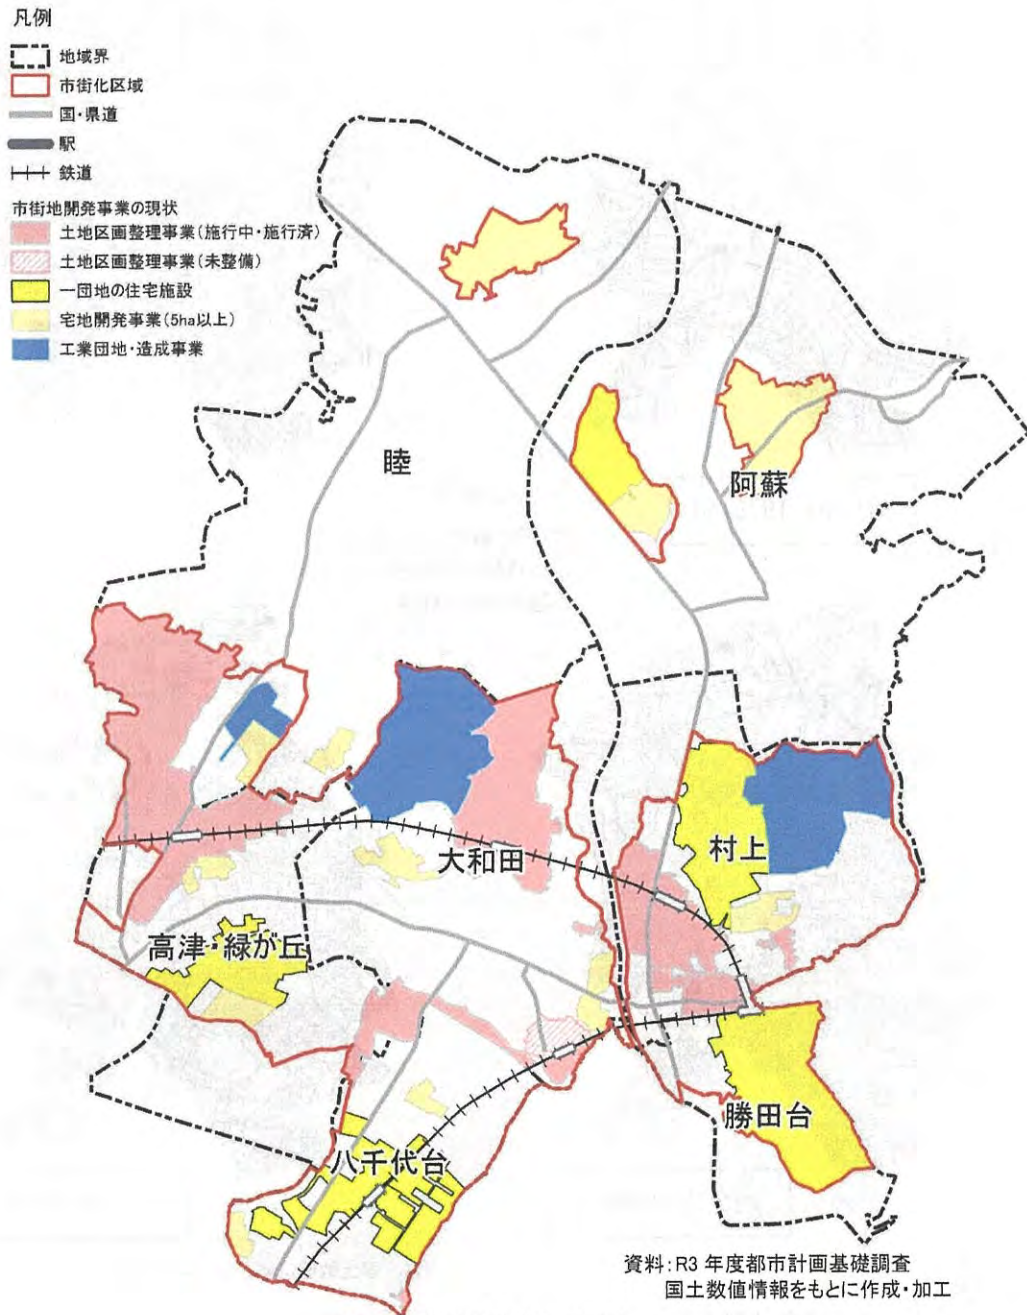 凡例
地域界
市街化区域
国・県道
駅
鉄道
市街地開発事業の現状
土地区画整理事業(施行中・施行済)
土地区画整理事業(未整備)
一団地の住宅施設
宅地開発事業(5ha以上)
工業団地・造成事業
睦
阿蘇
大和田
村上
高津・緑が丘
勝田台
八千代台
資料:R3 年度都市計画基礎調査
国土数値情報をもとに作成・加工